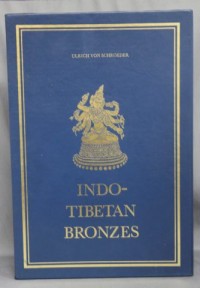 ULRICH VON SCHROEDER
INDO-
TIBETAN
BRONZES